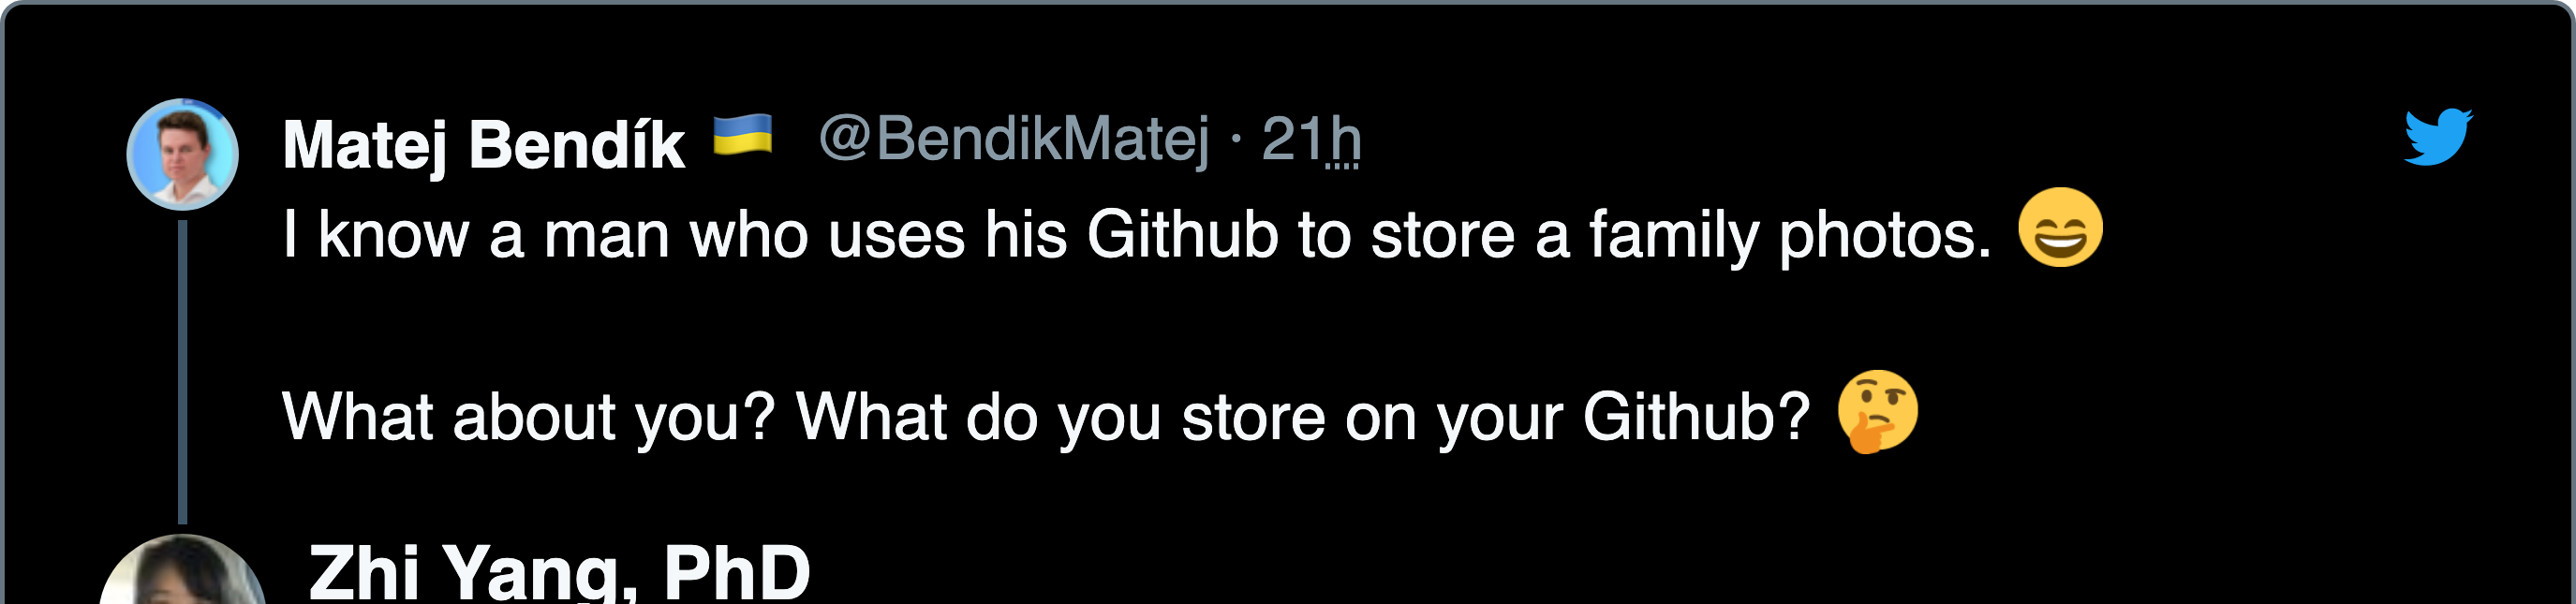 Matej Bendík 🇺🇦 @BendikMatej · 21h
I know a man who uses his Github to store a family photos. 😄
What about you? What do you store on your Github? 🤔
Zhi Yang, PhD